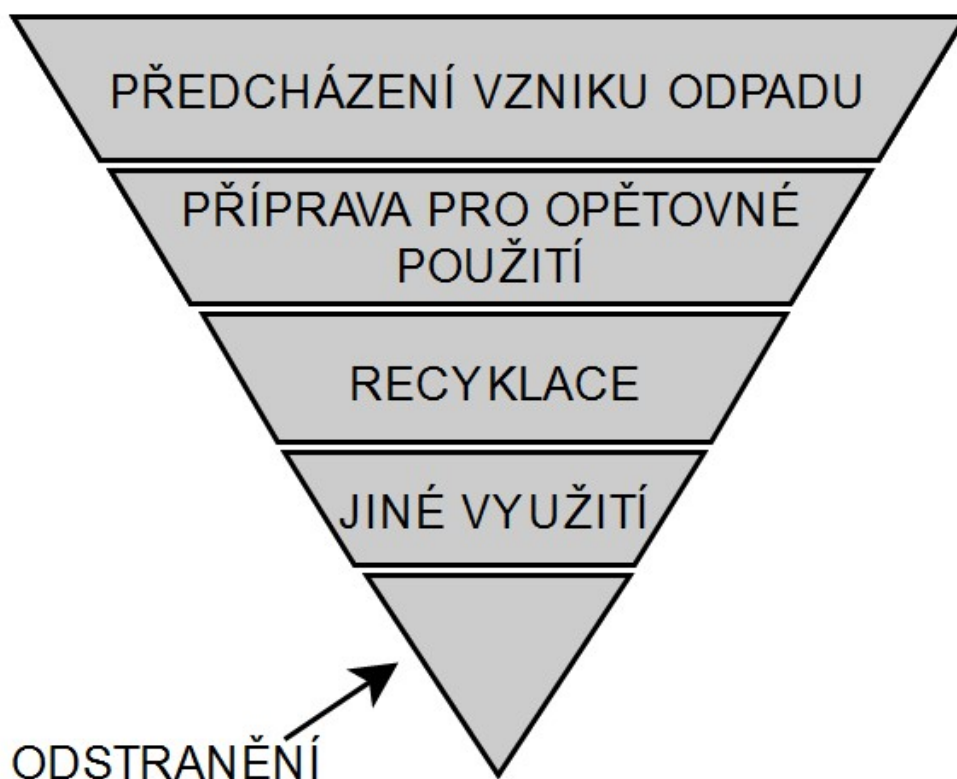 PŘEDCHÁZENÍ VZNIKU ODPADU
PŘÍPRAVA PRO OPĚTOVNÉ
POUŽITÍ
RECYKLACE
JINÉ VYUŽITÍ
ODSTRANĚNÍ